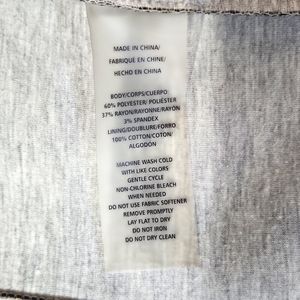 MADE IN CHINA/
FABRIQUE EN CHINE/
HECHO EN CHINA
BODY/CORPS/CUERPO
60% POLYESTER/ POLIÉSTER
37% RAYON/RAYONNE/RAYON
3% SPANDEX
LINING/DOUBLURE/FORRO
100% COTTON/COTON/
ALGODÓN
MACHINE WASH COLD
WITH LIKE COLORS
GENTLE CYCLE
NON-CHLORINE BLEACH
WHEN NEEDED
DO NOT USE FABRIC SOFTENER
REMOVE PROMPTLY
LAY FLAT TO DRY
DO NOT IRON
DO NOT DRY CLEAN